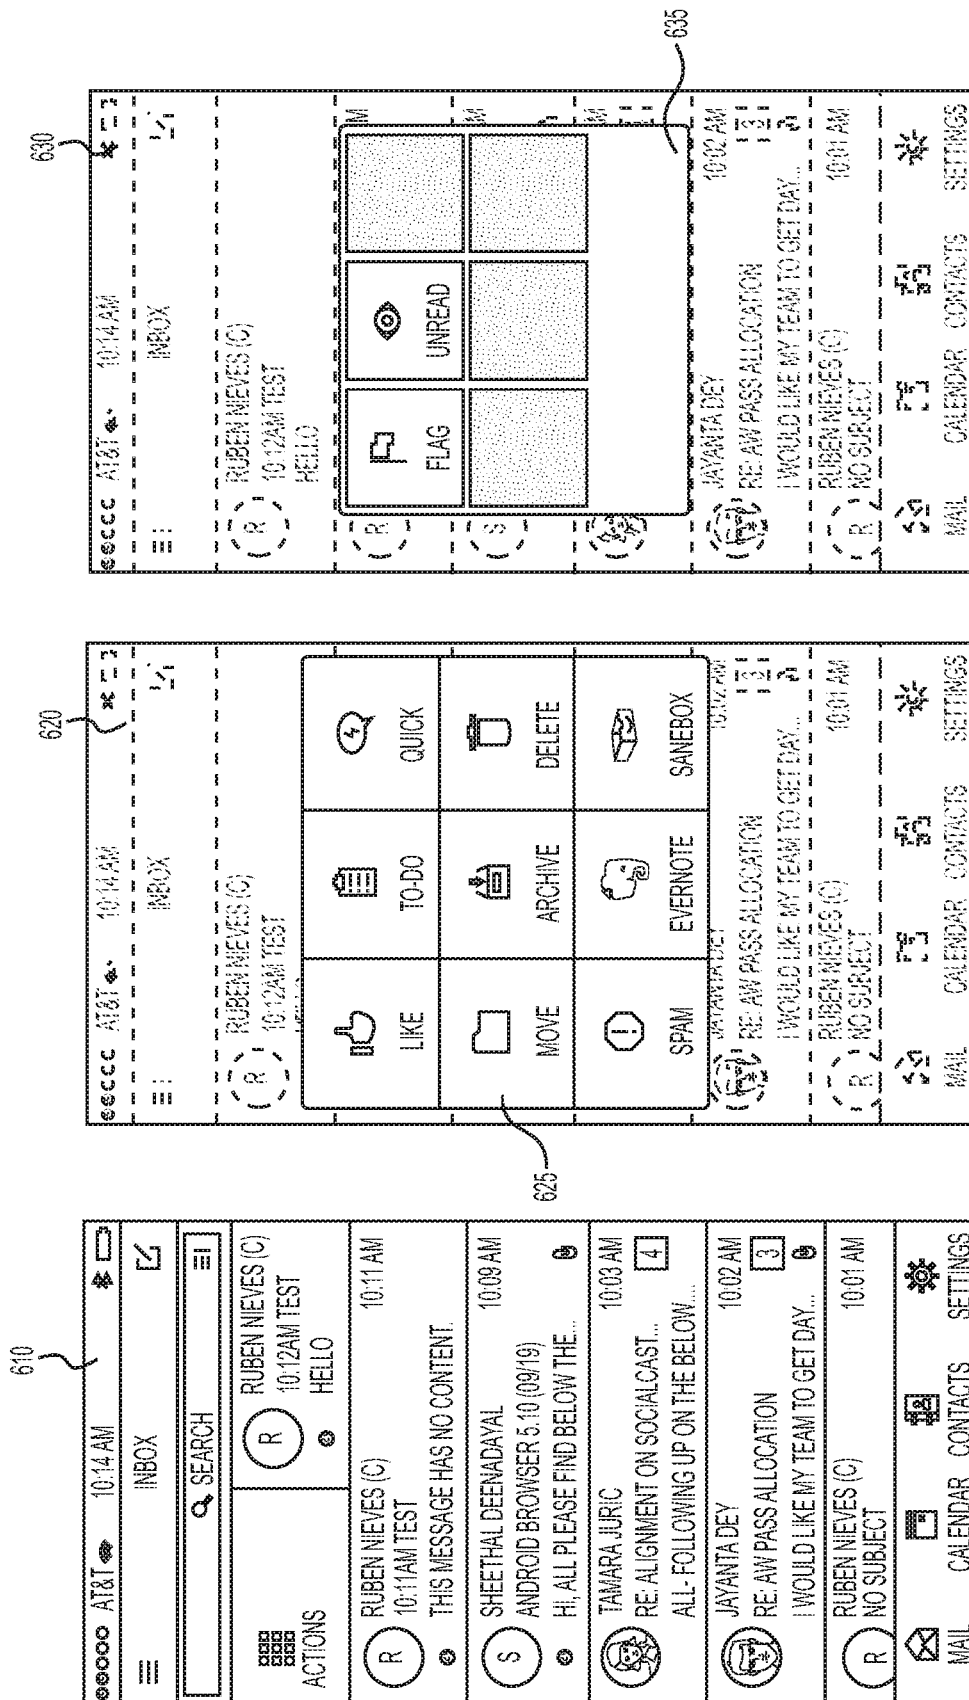 610
AT&T 10:14 AM
INBOX
SEARCH
ACTIONS
R
RUBEN NIEVES (C)
10:12AM TEST
HELLO
R
RUBEN NIEVES (C) 10:11 AM
10:11AM TEST
THIS MESSAGE HAS NO CONTENT.
S
SHEETHAL DEENADAYAL 10:09 AM
ANDROID BROWSER 5.10 (09/19)
HI, ALL PLEASE FIND BELOW THE...
TAMARA JURIC 10:03 AM
RE: ALIGNMENT ON SOCIALCAST... 4
ALL- FOLLOWING UP ON THE BELOW....
JAYANTA DEY 10:02 AM
RE: AW PASS ALLOCATION 3
I WOULD LIKE MY TEAM TO GET DAY...
R
RUBEN NIEVES (C) 10:01 AM
NO SUBJECT
MAIL CALENDAR CONTACTS SETTINGS
620
AT&T 10:14 AM
INBOX
R
RUBEN NIEVES (C)
10:12AM TEST
LIKE TO-DO QUICK
MOVE ARCHIVE DELETE
SPAM EVERNOTE SANEBOX
625
JAYANTA DEY 10:02 AM
RE: AW PASS ALLOCATION 3
I WOULD LIKE MY TEAM TO GET DAY...
R
RUBEN NIEVES (C) 10:01 AM
NO SUBJECT
MAIL CALENDAR CONTACTS SETTINGS
630
AT&T 10:14 AM
INBOX
R
RUBEN NIEVES (C)
10:12AM TEST
HELLO
R M
S M
M
FLAG UNREAD
635
JAYANTA DEY 10:02 AM
RE: AW PASS ALLOCATION 3
I WOULD LIKE MY TEAM TO GET DAY...
R
RUBEN NIEVES (C) 10:01 AM
NO SUBJECT
MAIL CALENDAR CONTACTS SETTINGS